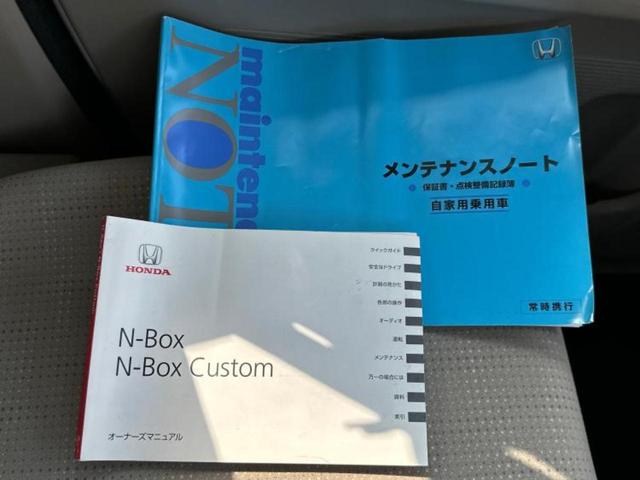 maintenance
NOTE
メンテナンスノート
保証書・点検整備記録簿
自家用乗用車
常時携行
HONDA
N-Box
N-Box Custom
オーナーズマニュアル
クイックガイド
安全なドライブ
計器の見かた
各部の操作
オーディオ
運転
メンテナンス
万一の場合には
資料
索引